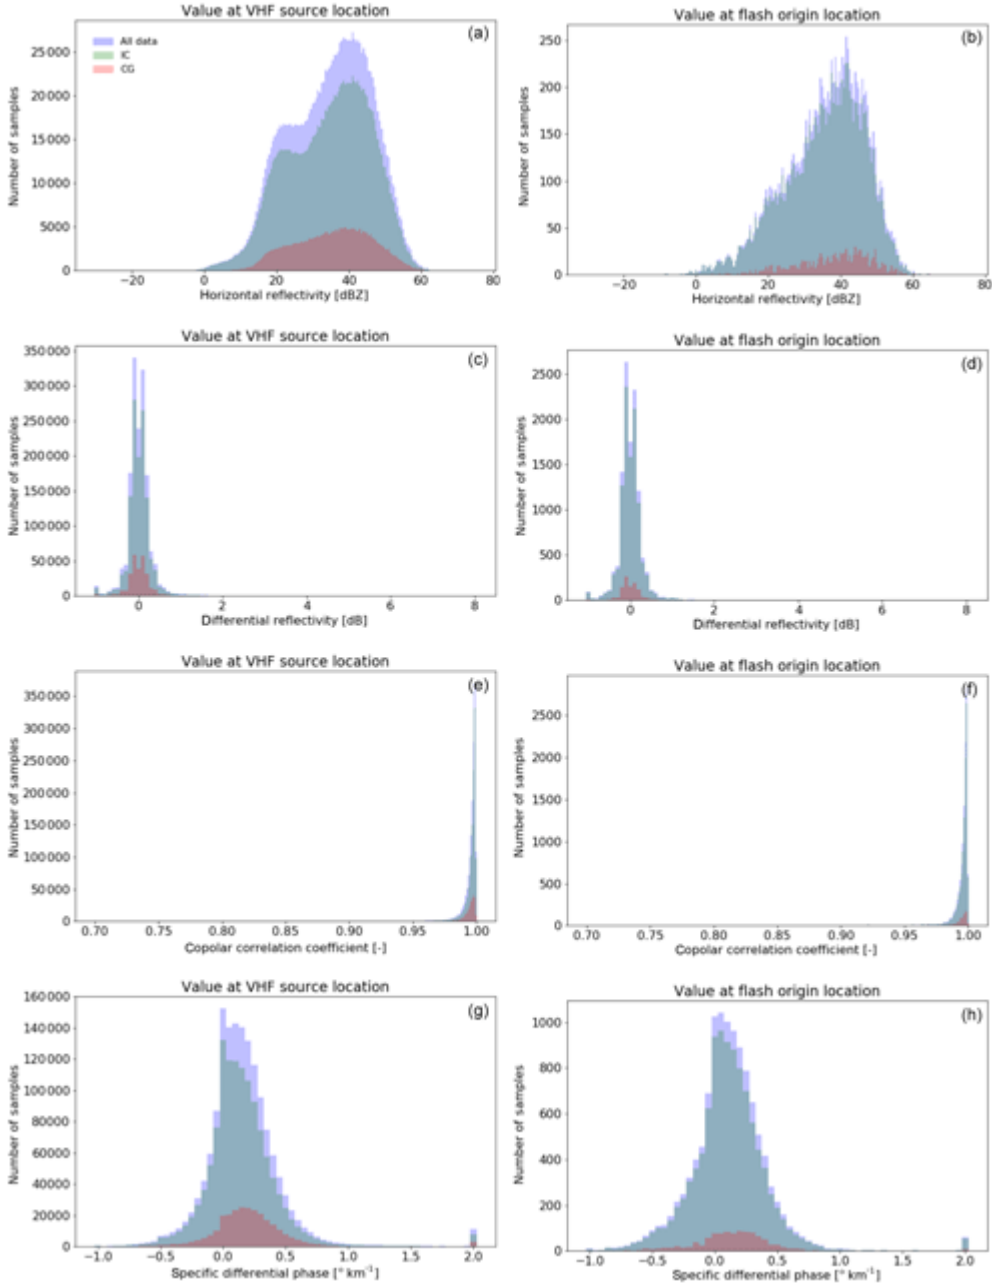 Value at VHF source location
(a)
All data
IC
CG
Number of samples
25000
20000
15000
10000
5000
0
−20 0 20 40 60 80
Horizontal reflectivity [dBZ]
Value at flash origin location
(b)
Number of samples
250
200
150
100
50
0
−20 0 20 40 60 80
Horizontal reflectivity [dBZ]
Value at VHF source location
(c)
Number of samples
350000
300000
250000
200000
150000
100000
50000
0
0 2 4 6 8
Differential reflectivity [dB]
Value at flash origin location
(d)
Number of samples
2500
2000
1500
1000
500
0
0 2 4 6 8
Differential reflectivity [dB]
Value at VHF source location
(e)
Number of samples
350000
300000
250000
200000
150000
100000
50000
0
0.70 0.75 0.80 0.85 0.90 0.95 1.00
Copolar correlation coefficient [-]
Value at flash origin location
(f)
Number of samples
2500
2000
1500
1000
500
0
0.70 0.75 0.80 0.85 0.90 0.95 1.00
Copolar correlation coefficient [-]
Value at VHF source location
(g)
Number of samples
160000
140000
120000
100000
80000
60000
40000
20000
0
−1.0 −0.5 0.0 0.5 1.0 1.5 2.0
Specific differential phase [° km⁻¹]
Value at flash origin location
(h)
Number of samples
1000
800
600
400
200
0
−1.0 −0.5 0.0 0.5 1.0 1.5 2.0
Specific differential phase [° km⁻¹]